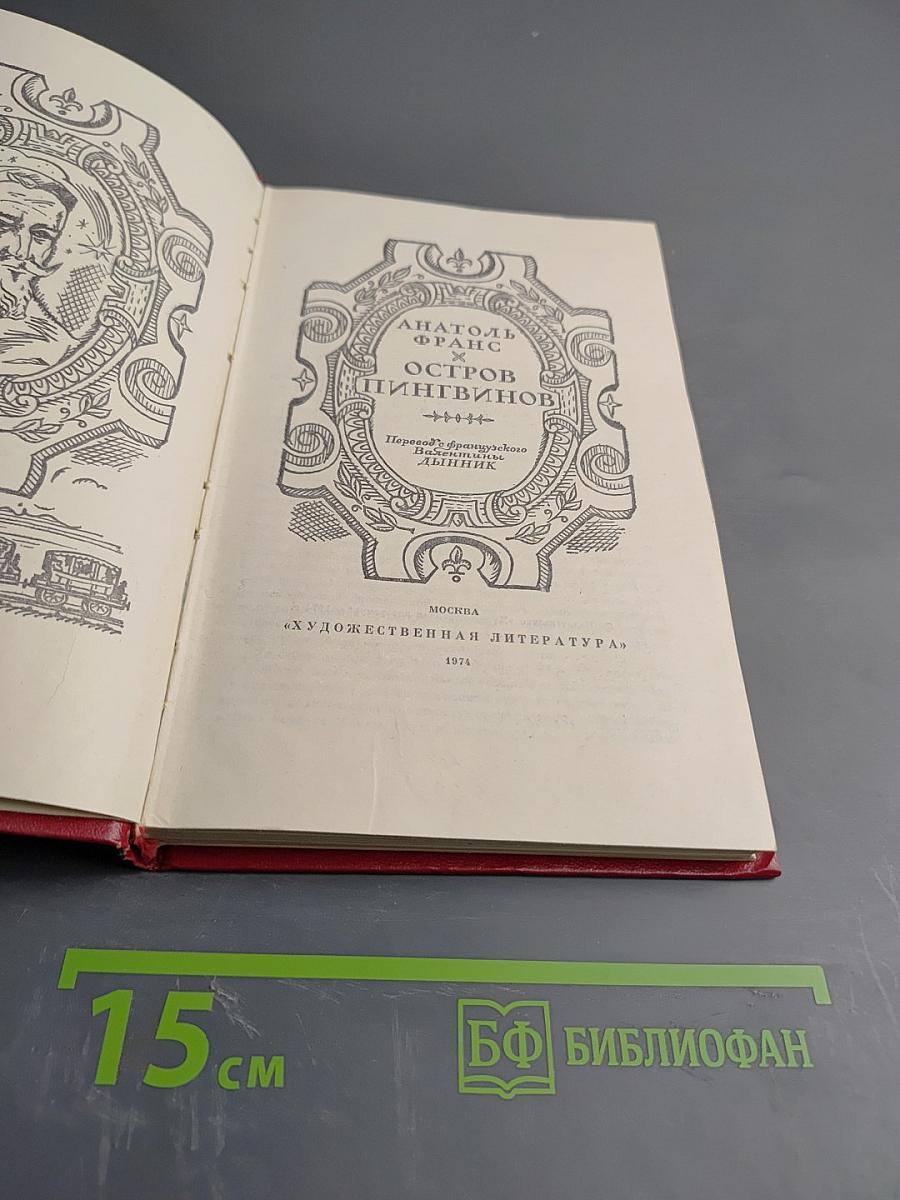 АНАТОЛЬ
ФРАНС
ОСТРОВ
ПИНГВИНОВ
Перевод с французского
Валентины
ДЫННИК
МОСКВА
«ХУДОЖЕСТВЕННАЯ ЛИТЕРАТУРА»
1974
15 см
БФ БИБЛИОФАН